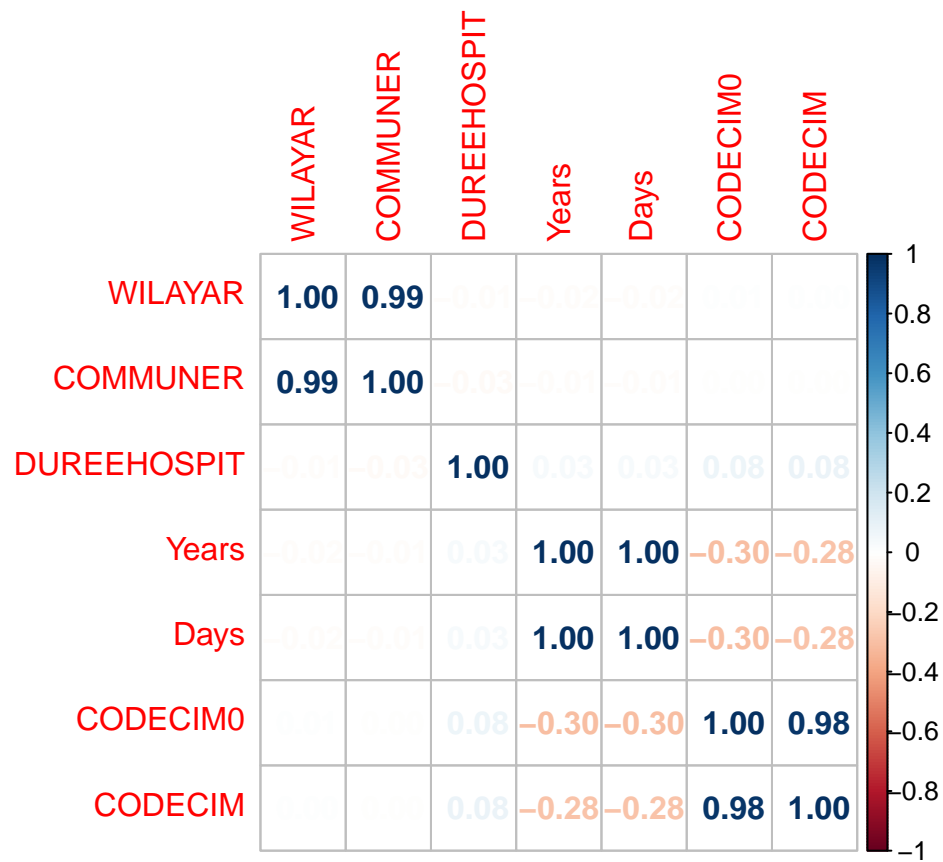 WILAYAR COMMUNER DUREEHOSPIT Years Days CODECIM0 CODECIM
WILAYAR 1.00 0.99 −0.01 −0.02 −0.02
COMMUNER 0.99 1.00 −0.03 −0.01 −0.01
DUREEHOSPIT −0.01 −0.03 1.00 0.03 0.03 0.08 0.08
Years −0.02 −0.01 0.03 1.00 1.00 −0.30 −0.28
Days −0.02 −0.01 0.03 1.00 1.00 −0.30 −0.28
CODECIM0 0.08 −0.30 −0.30 1.00 0.98
CODECIM 0.08 −0.28 −0.28 0.98 1.00
1
0.8
0.6
0.4
0.2
0
−0.2
−0.4
−0.6
−0.8
−1